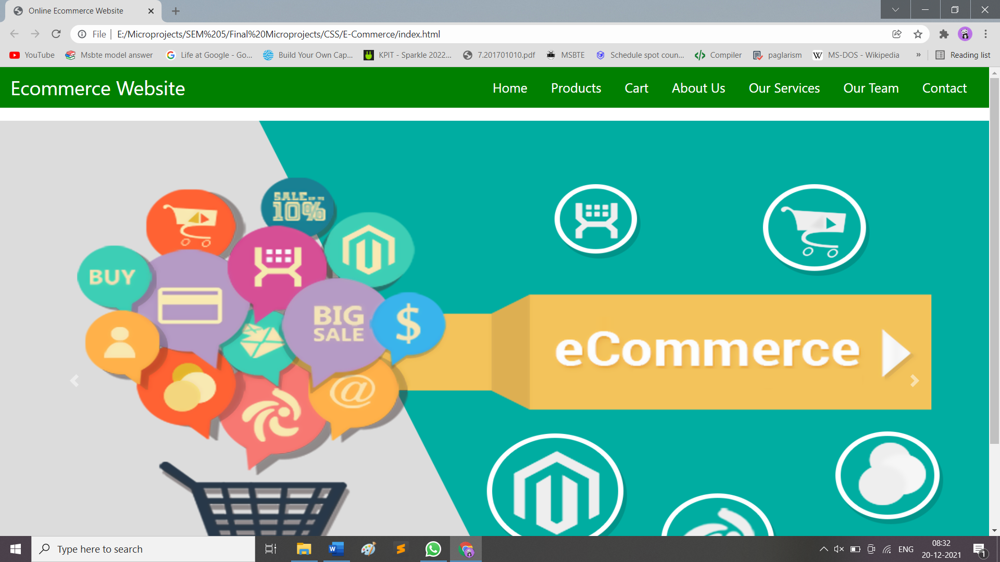 Online Ecommerce Website
File | E:/Microprojects/SEM%205/Final%20Microprojects/CSS/E-Commerce/index.html
YouTube Msbte model answer Life at Google - Go... Build Your Own Cap... KPIT - Sparkle 2022... 7.201701010.pdf MSBTE Schedule spot coun... Compiler paglarism MS-DOS - Wikipedia » Reading list
Ecommerce Website Home Products Cart About Us Our Services Our Team Contact
SALE...
10%
BUY
BIG
SALE
$
@
eCommerce
Type here to search
ENG
08:32
20-12-2021
1